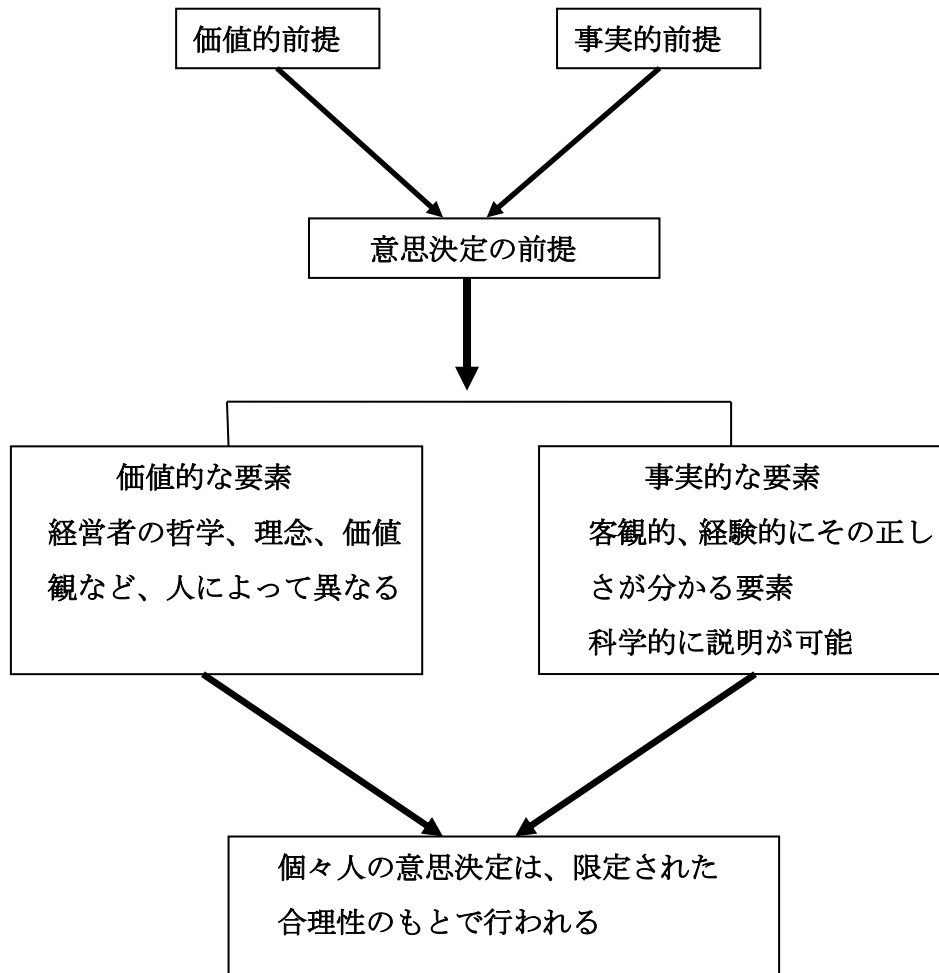 価値的前提
事実的前提
意思決定の前提
価値的な要素
経営者の哲学、理念、価値
観など、人によって異なる
事実的な要素
客観的、経験的にその正し
さが分かる要素
科学的に説明が可能
個々人の意思決定は、限定された
合理性のもとで行われる